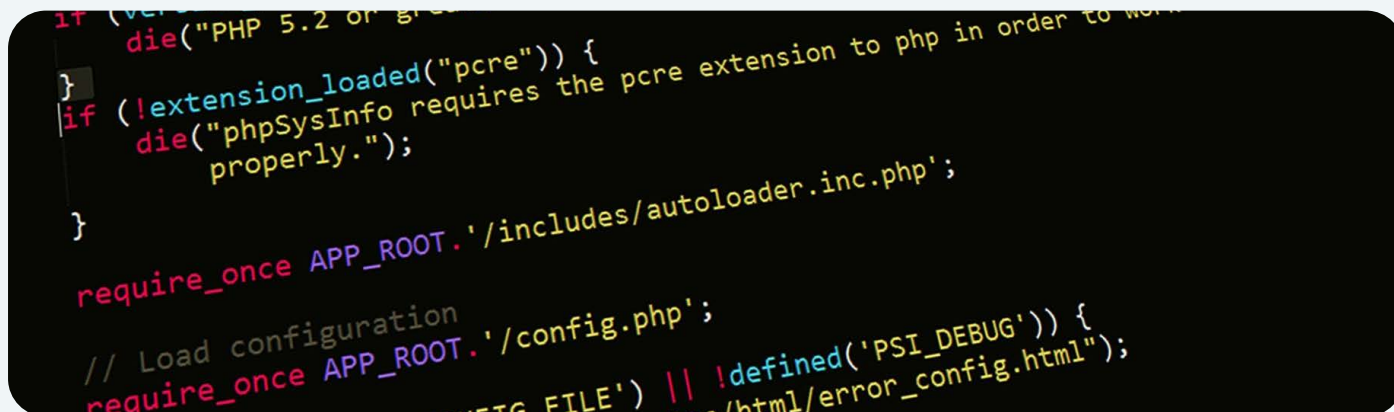 if (
die("PHP 5.2 or
}
if (!extension_loaded("pcre")) {
die("phpSysInfo requires the pcre extension to php in order to
properly.");
}
require_once APP_ROOT.'/includes/autoloader.inc.php';
// Load configuration
require_once APP_ROOT.'/config.php';
FILE') || !defined('PSI_DEBUG')) {
/html/error_config.html");